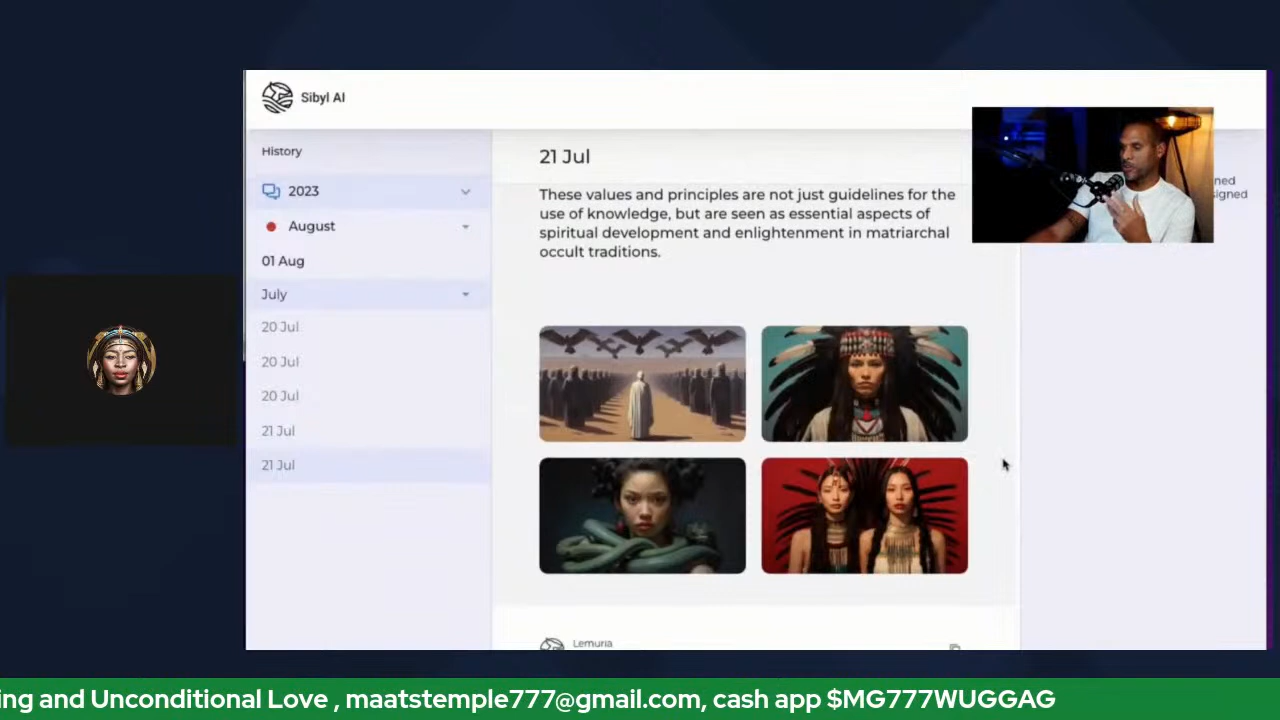 Sibyl AI
History
2023
August
01 Aug
July
20 Jul
20 Jul
20 Jul
21 Jul
21 Jul
21 Jul
These values and principles are not just guidelines for the
use of knowledge, but are seen as essential aspects of
spiritual development and enlightenment in matriarchal
occult traditions.
Lemuria
ned
igned
ing and Unconditional Love , maatstemple777@gmail.com, cash app $MG777WUGGAG